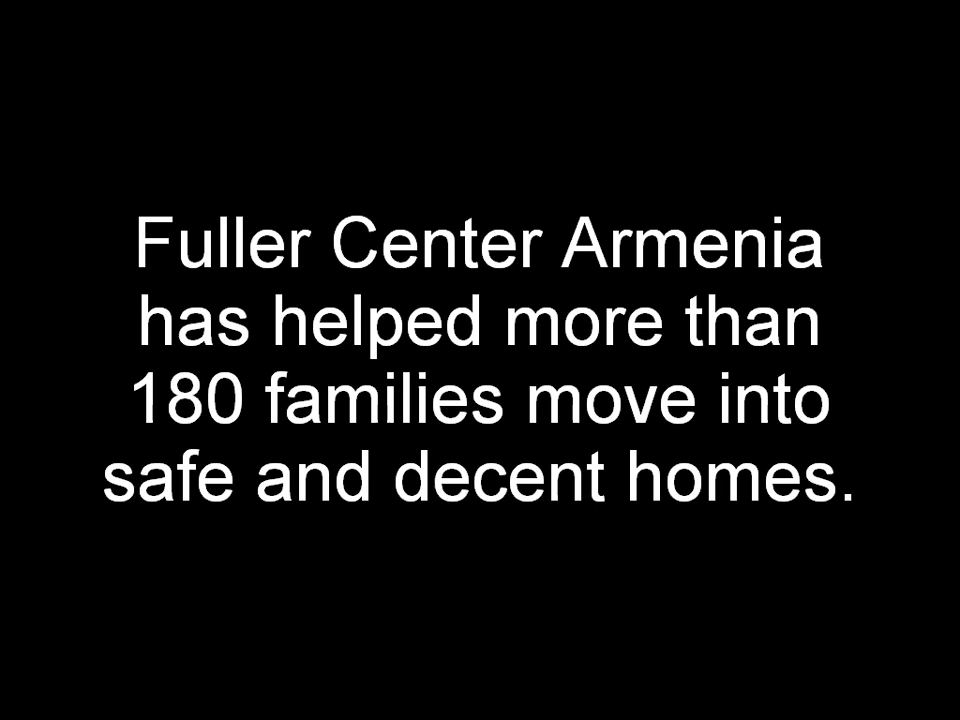 Fuller Center Armenia
has helped more than
180 families move into
safe and decent homes.